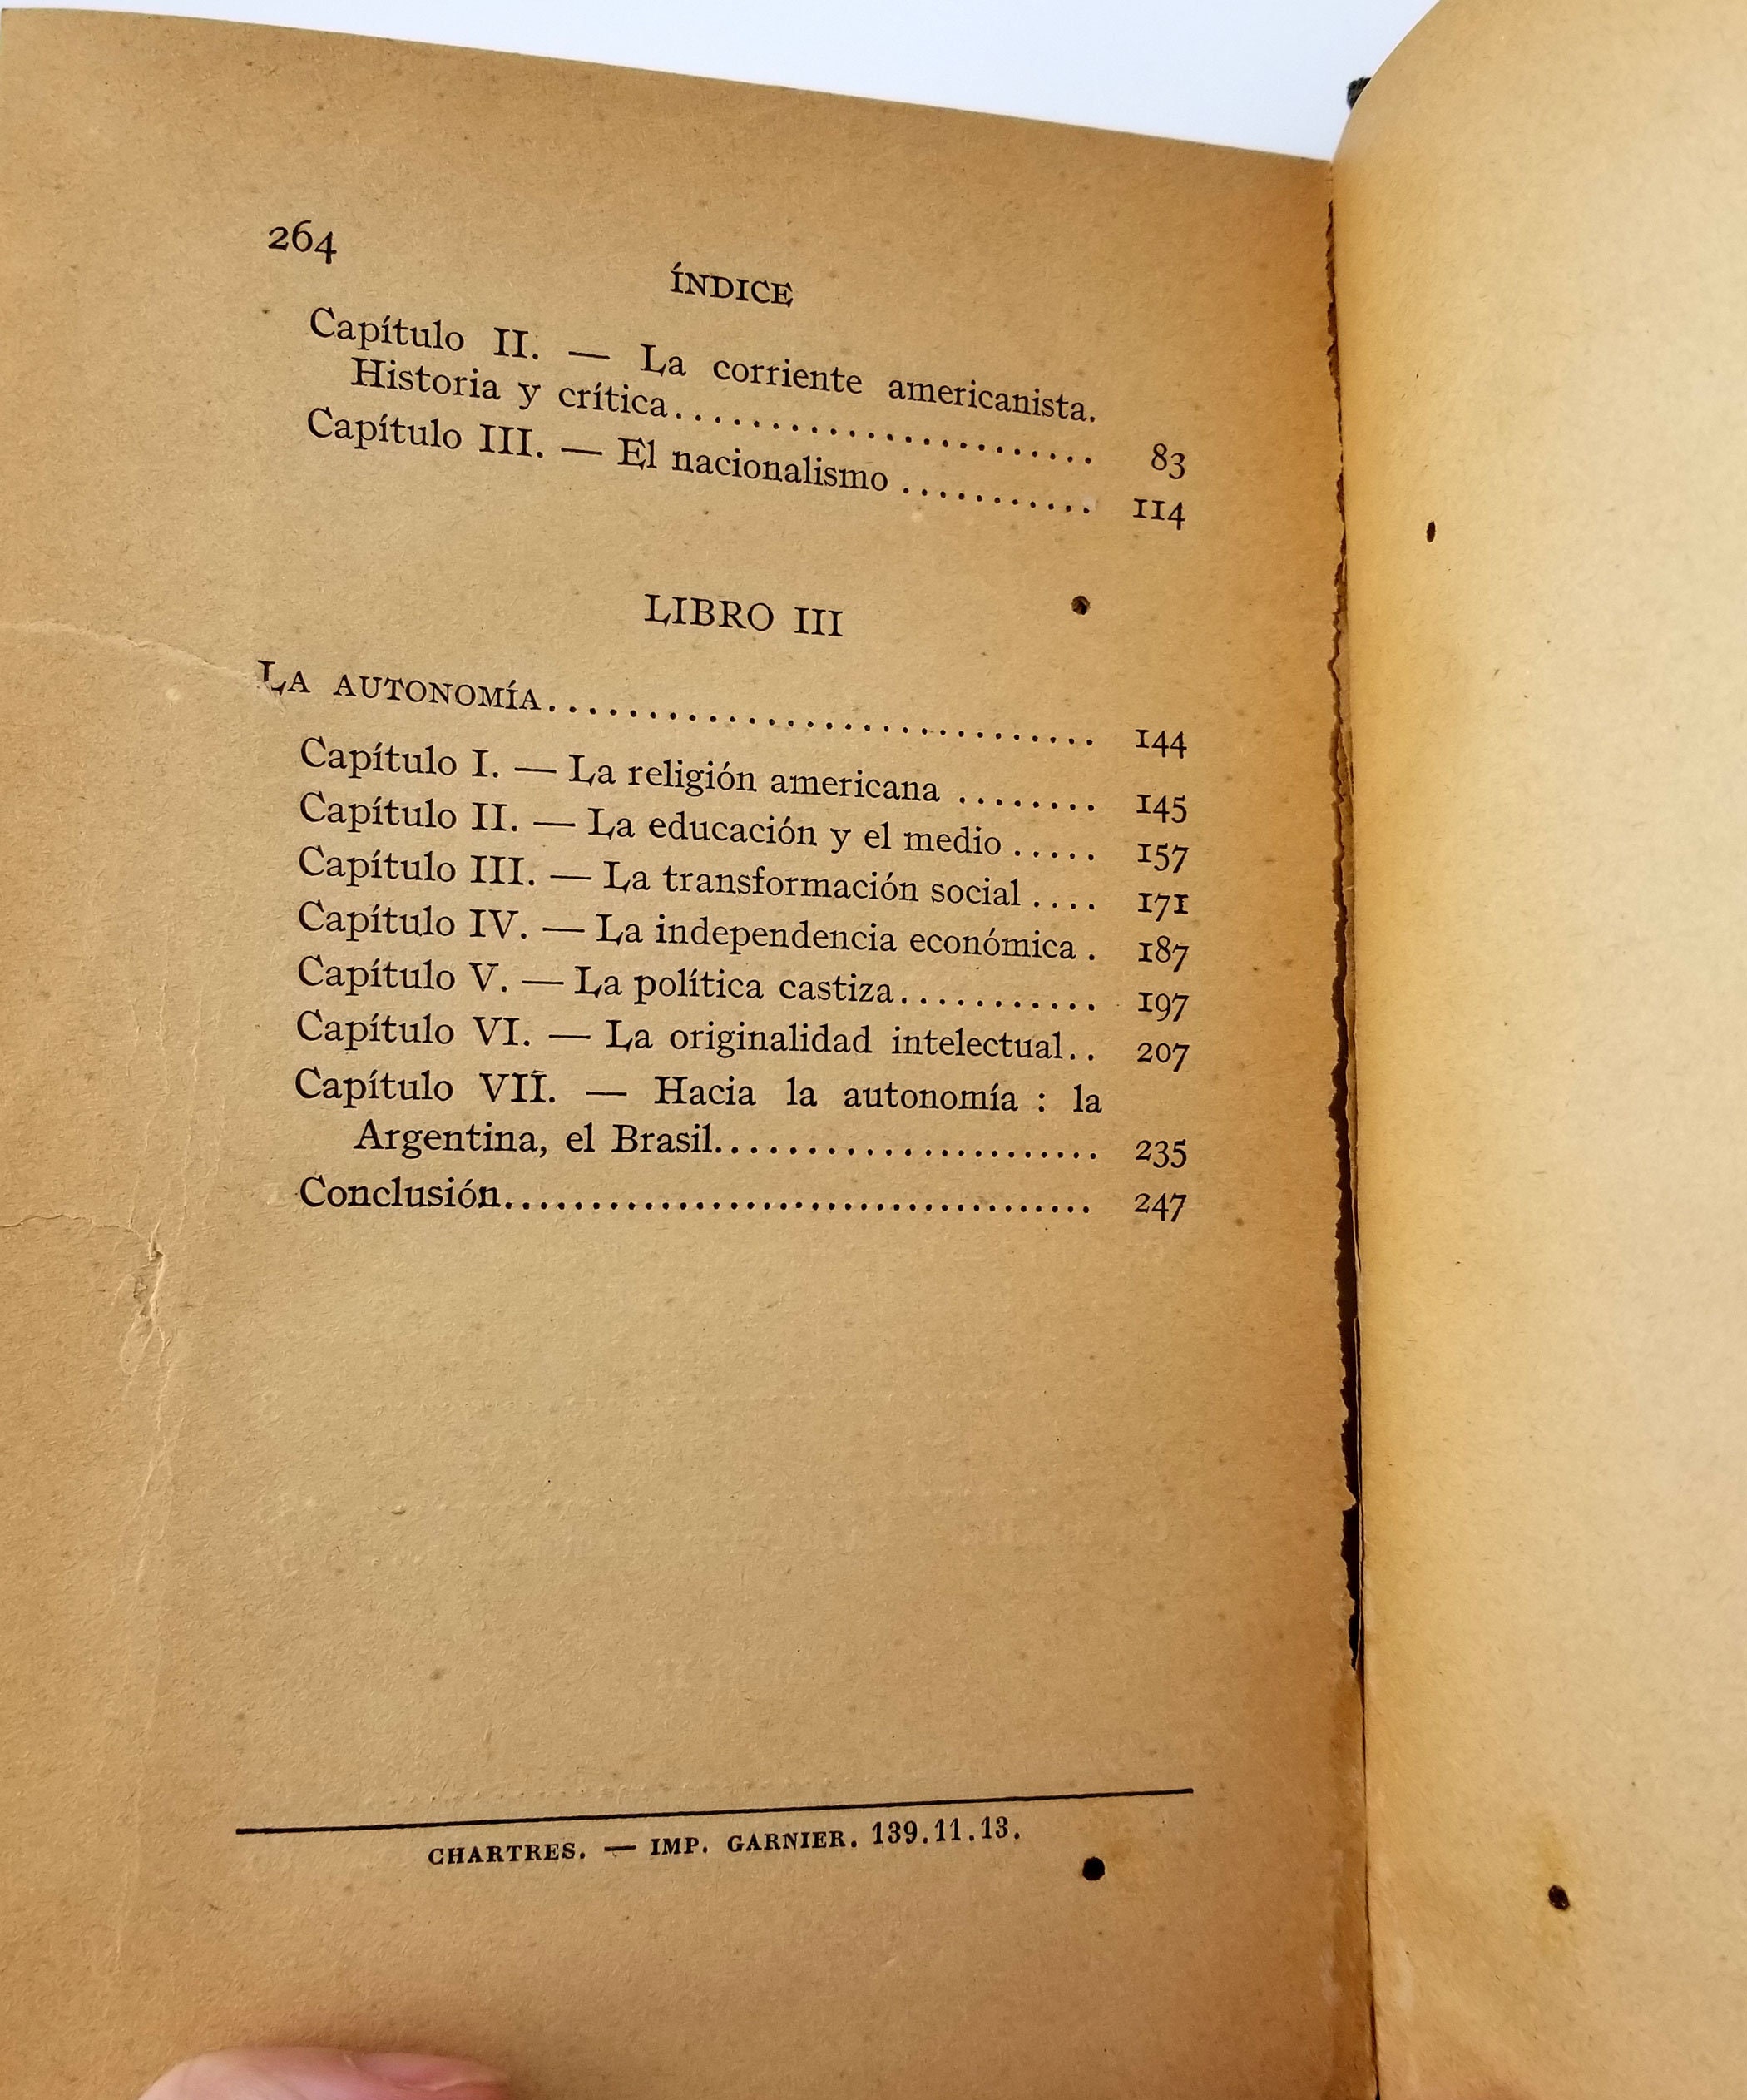 264
ÍNDICE
Capítulo II. — La corriente americanista.
Historia y crítica....................... 83
Capítulo III. — El nacionalismo ........... 114
LIBRO III
La autonomía............................ 144
Capítulo I. — La religión americana ........ 145
Capítulo II. — La educación y el medio ..... 157
Capítulo III. — La transformación social .... 171
Capítulo IV. — La independencia económica . 187
Capítulo V. — La política castiza........... 197
Capítulo VI. — La originalidad intelectual.. 207
Capítulo VII. — Hacia la autonomía : la
Argentina, el Brasil....................... 235
Conclusión.................................. 247
CHARTRES. — IMP. GARNIER. 139.11.13.